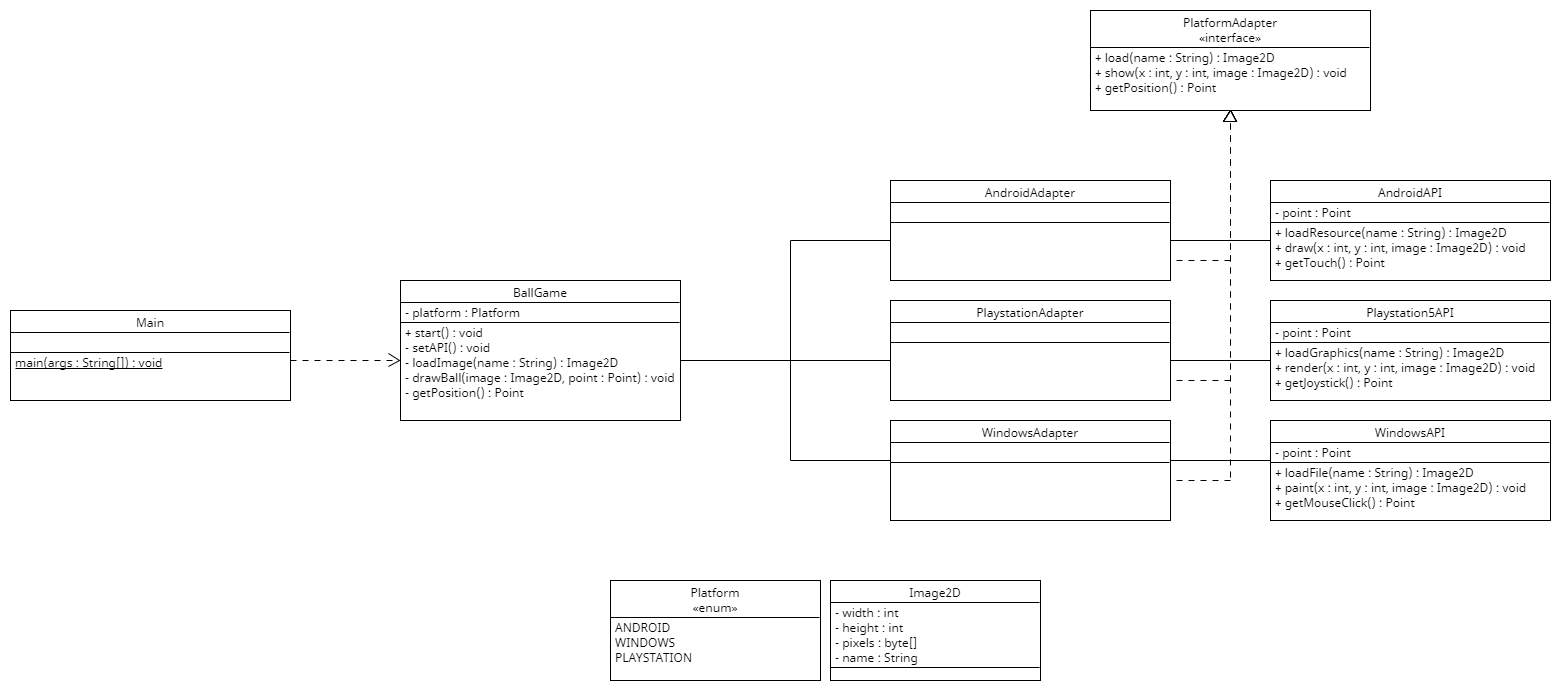 PlatformAdapter
«interface»
+ load(name : String) : Image2D
+ show(x : int, y : int, image : Image2D) : void
+ getPosition() : Point
AndroidAdapter
AndroidAPI
- point : Point
+ loadResource(name : String) : Image2D
+ draw(x : int, y : int, image : Image2D) : void
+ getTouch() : Point
Main
main(args : String[]) : void
BallGame
- platform : Platform
+ start() : void
- setAPI() : void
- loadImage(name : String) : Image2D
- drawBall(image : Image2D, point : Point) : void
- getPosition() : Point
PlaystationAdapter
Playstation5API
- point : Point
+ loadGraphics(name : String) : Image2D
+ render(x : int, y : int, image : Image2D) : void
+ getJoystick() : Point
WindowsAdapter
WindowsAPI
- point : Point
+ loadFile(name : String) : Image2D
+ paint(x : int, y : int, image : Image2D) : void
+ getMouseClick() : Point
Platform
«enum»
ANDROID
WINDOWS
PLAYSTATION
Image2D
- width : int
- height : int
- pixels : byte[]
- name : String